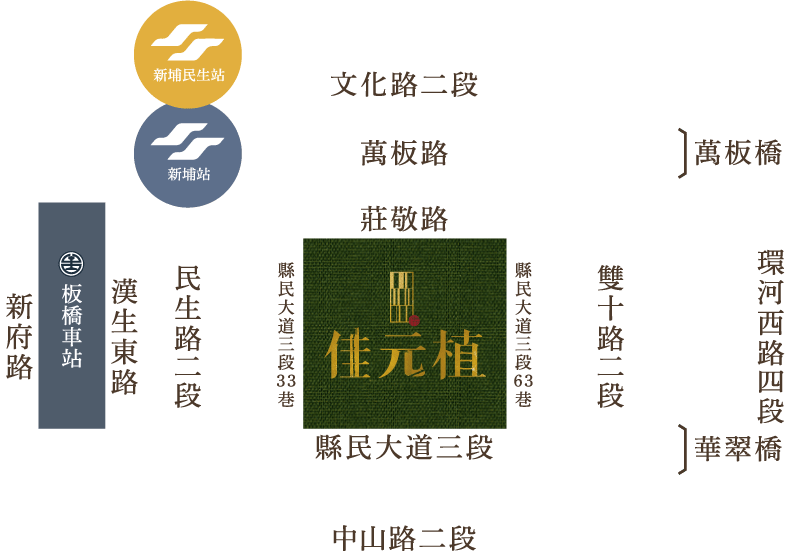 新埔民生站
文化路二段
新埔站
萬板路
萬板橋
莊敬路
新府路
板橋車站
漢生東路
民生路二段
縣民大道三段33巷
佳元植
縣民大道三段63巷
雙十路二段
環河西路四段
縣民大道三段
華翠橋
中山路二段